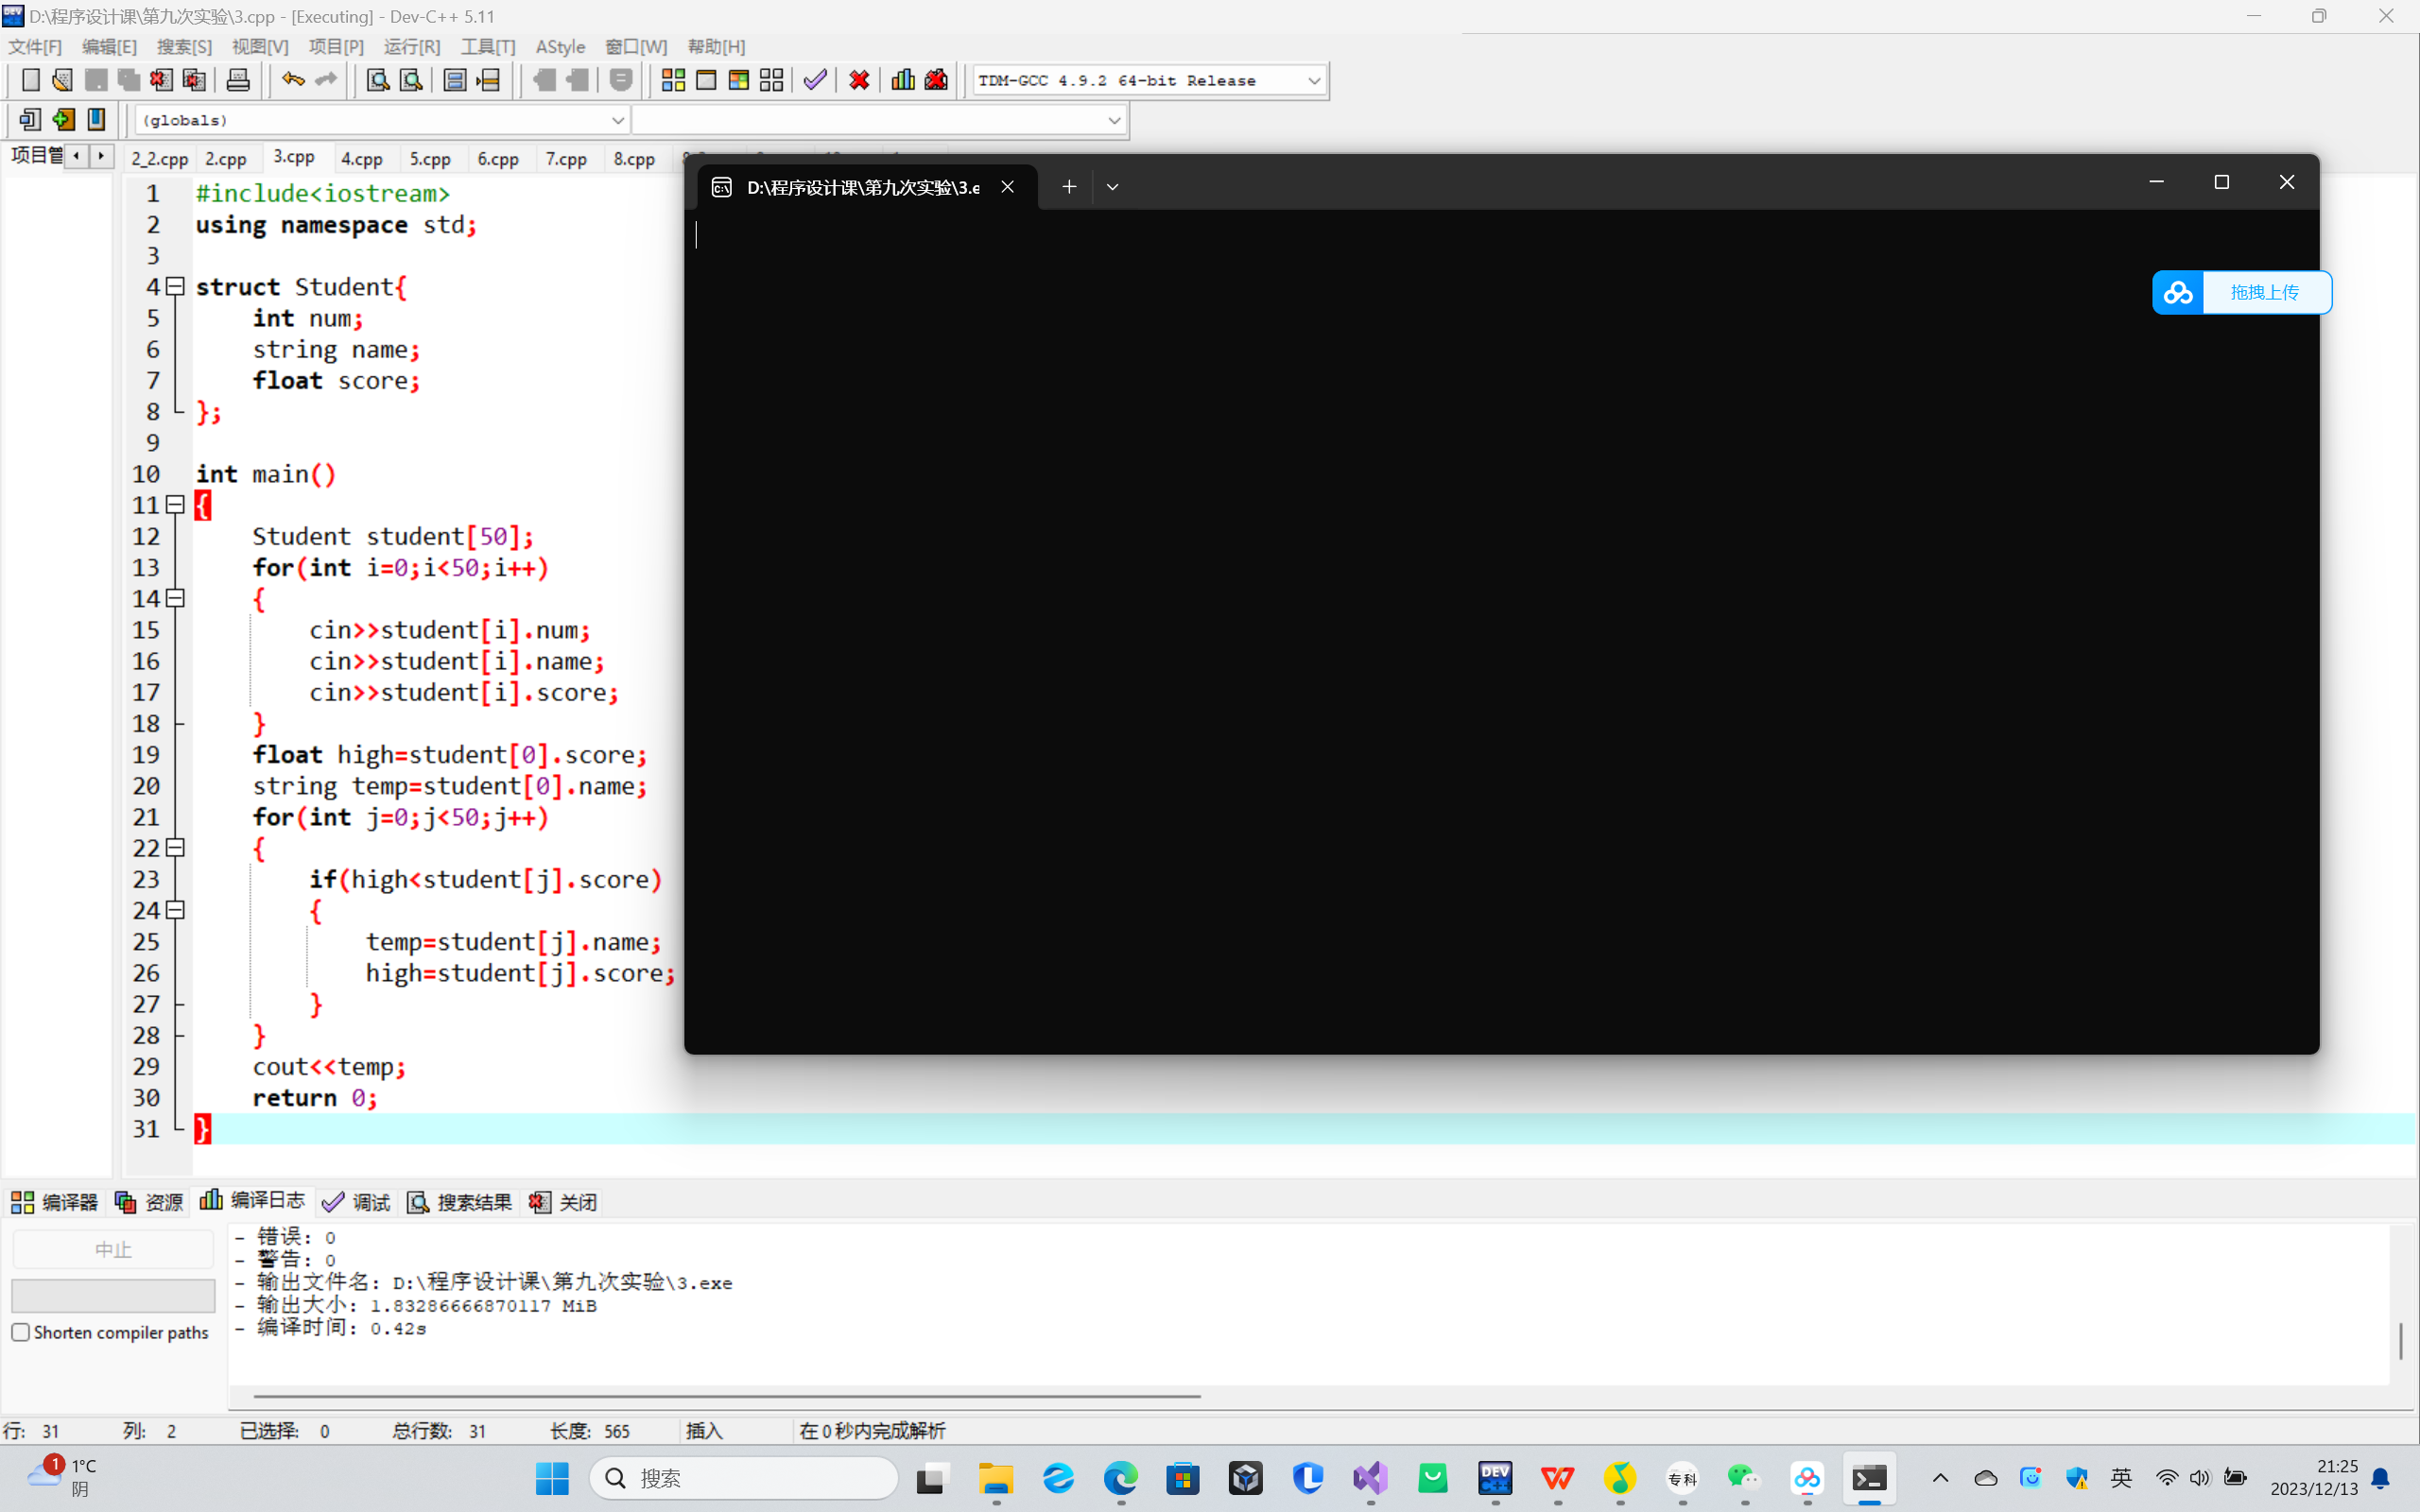 D:\程序设计课\第九次实验\3.cpp - [Executing] - Dev-C++ 5.11
文件[F] 编辑[E] 搜索[S] 视图[V] 项目[P] 运行[R] 工具[T] AStyle 窗口[W] 帮助[H]
TDM-GCC 4.9.2 64-bit Release
(globals)
项目管 2_2.cpp 2.cpp 3.cpp 4.cpp 5.cpp 6.cpp 7.cpp 8.cpp
D:\程序设计课\第九次实验\3.e
拖拽上传
1 #include<iostream>
2 using namespace std;
3
4 struct Student{
5 int num;
6 string name;
7 float score;
8 };
9
10 int main()
11 {
12 Student student[50];
13 for(int i=0;i<50;i++)
14 {
15 cin>>student[i].num;
16 cin>>student[i].name;
17 cin>>student[i].score;
18 }
19 float high=student[0].score;
20 string temp=student[0].name;
21 for(int j=0;j<50;j++)
22 {
23 if(high<student[j].score)
24 {
25 temp=student[j].name;
26 high=student[j].score;
27 }
28 }
29 cout<<temp;
30 return 0;
31 }
编译器 资源 编译日志 调试 搜索结果 关闭
中止
Shorten compiler paths
- 错误: 0
- 警告: 0
- 输出文件名: D:\程序设计课\第九次实验\3.exe
- 输出大小: 1.83286666870117 MiB
- 编译时间: 0.42s
行: 31 列: 2 已选择: 0 总行数: 31 长度: 565 插入 在 0 秒内完成解析
1 1°C
阴
搜索
DEV C++
专科
英
21:25
2023/12/13